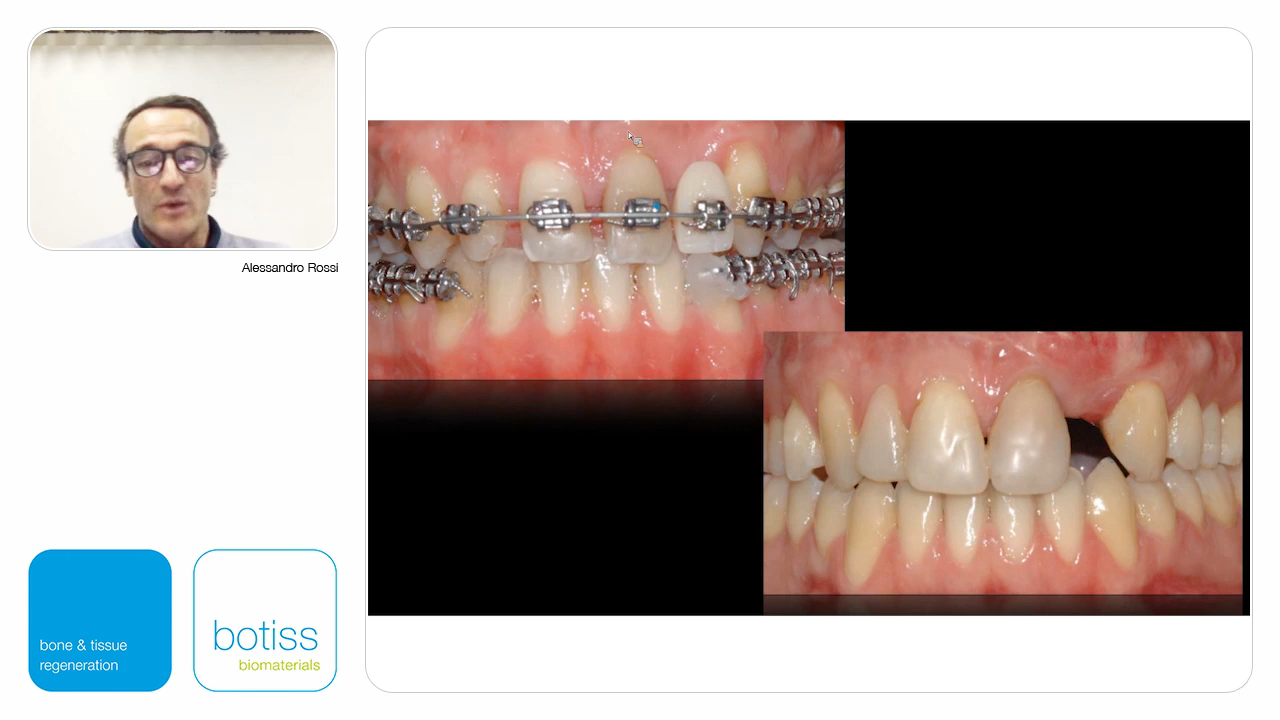 Alessandro Rossi
bone & tissue
regeneration
botiss
biomaterials